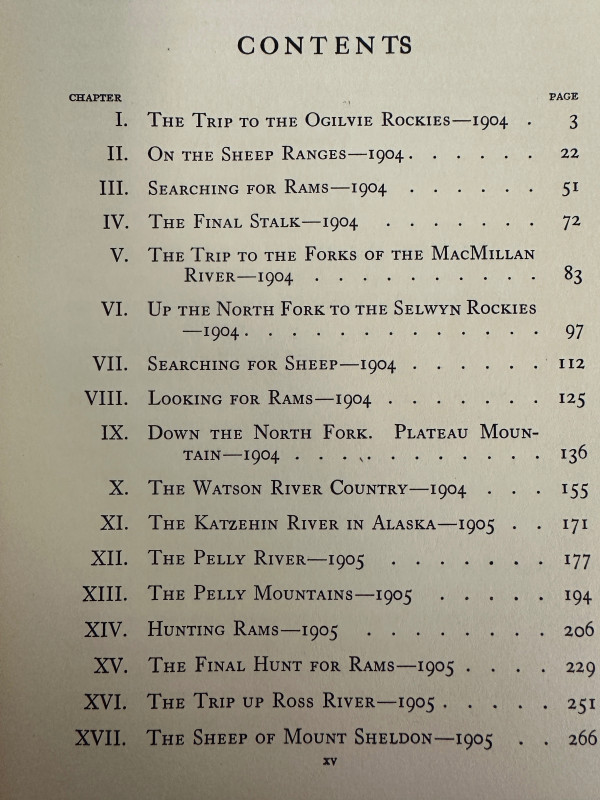 CONTENTS
CHAPTER PAGE
I. The Trip to the Ogilvie Rockies—1904 . 3
II. On the Sheep Ranges—1904 . . . . . . 22
III. Searching for Rams—1904 . . . . . . 51
IV. The Final Stalk—1904 . . . . . . . 72
V. The Trip to the Forks of the MacMillan
River—1904 . . . . . . . . . . 83
VI. Up the North Fork to the Selwyn Rockies
—1904 . . . . . . . . . . . . . 97
VII. Searching for Sheep—1904 . . . . . . 112
VIII. Looking for Rams—1904 . . . . . . . 125
IX. Down the North Fork. Plateau Moun-
tain—1904 . . . . . . . . . . . 136
X. The Watson River Country—1904 . . . 155
XI. The Katzehin River in Alaska—1905 . . 171
XII. The Pelly River—1905 . . . . . . . 177
XIII. The Pelly Mountains—1905 . . . . . 194
XIV. Hunting Rams—1905 . . . . . . . . 206
XV. The Final Hunt for Rams—1905 . . . . 229
XVI. The Trip up Ross River—1905 . . . . . 251
XVII. The Sheep of Mount Sheldon—1905 . . 266
xv